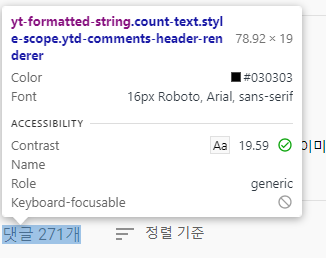 yt-formatted-string.count-text.styl
e-scope.ytd-comments-header-ren
derer 78.92 × 19
Color #030303
Font 16px Roboto, Arial, sans-serif
ACCESSIBILITY
Contrast Aa 19.59
Name
Role generic
Keyboard-focusable
이미
댓글 271개 정렬 기준